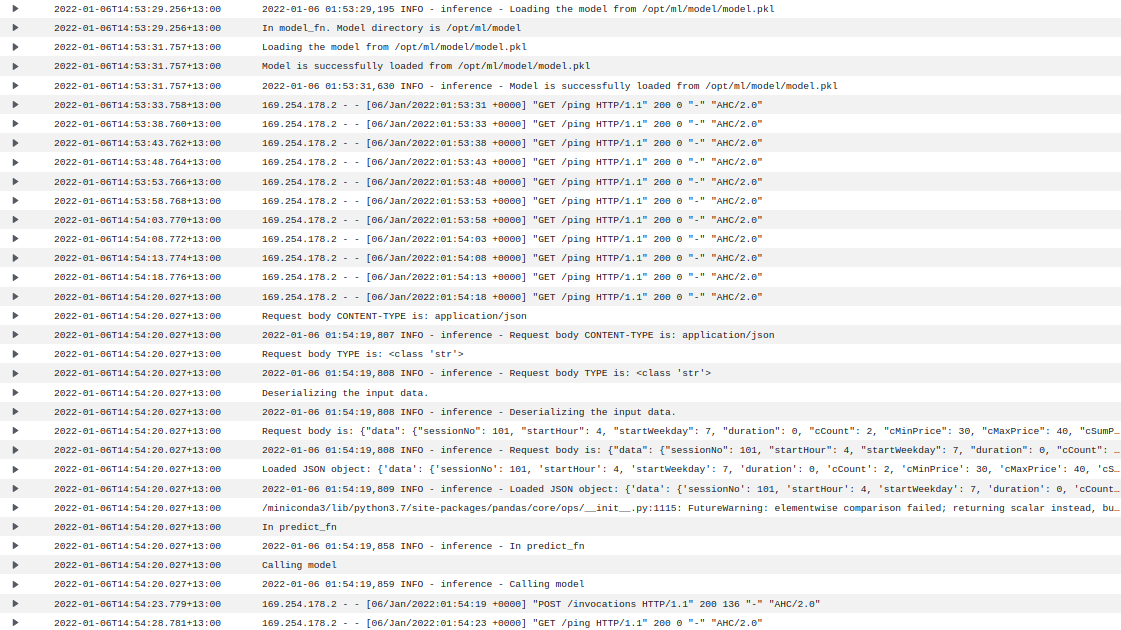 2022-01-06T14:53:29.256+13:00 2022-01-06 01:53:29,195 INFO - inference - Loading the model from /opt/ml/model/model.pkl
2022-01-06T14:53:29.256+13:00 In model_fn. Model directory is /opt/ml/model
2022-01-06T14:53:31.757+13:00 Loading the model from /opt/ml/model/model.pkl
2022-01-06T14:53:31.757+13:00 Model is successfully loaded from /opt/ml/model/model.pkl
2022-01-06T14:53:31.757+13:00 2022-01-06 01:53:31,630 INFO - inference - Model is successfully loaded from /opt/ml/model/model.pkl
2022-01-06T14:53:33.758+13:00 169.254.178.2 - - [06/Jan/2022:01:53:31 +0000] "GET /ping HTTP/1.1" 200 0 "-" "AHC/2.0"
2022-01-06T14:53:38.760+13:00 169.254.178.2 - - [06/Jan/2022:01:53:33 +0000] "GET /ping HTTP/1.1" 200 0 "-" "AHC/2.0"
2022-01-06T14:53:43.762+13:00 169.254.178.2 - - [06/Jan/2022:01:53:38 +0000] "GET /ping HTTP/1.1" 200 0 "-" "AHC/2.0"
2022-01-06T14:53:48.764+13:00 169.254.178.2 - - [06/Jan/2022:01:53:43 +0000] "GET /ping HTTP/1.1" 200 0 "-" "AHC/2.0"
2022-01-06T14:53:53.766+13:00 169.254.178.2 - - [06/Jan/2022:01:53:48 +0000] "GET /ping HTTP/1.1" 200 0 "-" "AHC/2.0"
2022-01-06T14:53:58.768+13:00 169.254.178.2 - - [06/Jan/2022:01:53:53 +0000] "GET /ping HTTP/1.1" 200 0 "-" "AHC/2.0"
2022-01-06T14:54:03.770+13:00 169.254.178.2 - - [06/Jan/2022:01:53:58 +0000] "GET /ping HTTP/1.1" 200 0 "-" "AHC/2.0"
2022-01-06T14:54:08.772+13:00 169.254.178.2 - - [06/Jan/2022:01:54:03 +0000] "GET /ping HTTP/1.1" 200 0 "-" "AHC/2.0"
2022-01-06T14:54:13.774+13:00 169.254.178.2 - - [06/Jan/2022:01:54:08 +0000] "GET /ping HTTP/1.1" 200 0 "-" "AHC/2.0"
2022-01-06T14:54:18.776+13:00 169.254.178.2 - - [06/Jan/2022:01:54:13 +0000] "GET /ping HTTP/1.1" 200 0 "-" "AHC/2.0"
2022-01-06T14:54:20.027+13:00 169.254.178.2 - - [06/Jan/2022:01:54:18 +0000] "GET /ping HTTP/1.1" 200 0 "-" "AHC/2.0"
2022-01-06T14:54:20.027+13:00 Request body CONTENT-TYPE is: application/json
2022-01-06T14:54:20.027+13:00 2022-01-06 01:54:19,807 INFO - inference - Request body CONTENT-TYPE is: application/json
2022-01-06T14:54:20.027+13:00 Request body TYPE is: <class 'str'>
2022-01-06T14:54:20.027+13:00 2022-01-06 01:54:19,808 INFO - inference - Request body TYPE is: <class 'str'>
2022-01-06T14:54:20.027+13:00 Deserializing the input data.
2022-01-06T14:54:20.027+13:00 2022-01-06 01:54:19,808 INFO - inference - Deserializing the input data.
2022-01-06T14:54:20.027+13:00 Request body is: {"data": {"sessionNo": 101, "startHour": 4, "startWeekday": 7, "duration": 0, "cCount": 2, "cMinPrice": 30, "cMaxPrice": 40, "cSumP…
2022-01-06T14:54:20.027+13:00 2022-01-06 01:54:19,808 INFO - inference - Request body is: {"data": {"sessionNo": 101, "startHour": 4, "startWeekday": 7, "duration": 0, "cCount": …
2022-01-06T14:54:20.027+13:00 Loaded JSON object: {'data': {'sessionNo': 101, 'startHour': 4, 'startWeekday': 7, 'duration': 0, 'cCount': 2, 'cMinPrice': 30, 'cMaxPrice': 40, 'cS…
2022-01-06T14:54:20.027+13:00 2022-01-06 01:54:19,809 INFO - inference - Loaded JSON object: {'data': {'sessionNo': 101, 'startHour': 4, 'startWeekday': 7, 'duration': 0, 'cCount…
2022-01-06T14:54:20.027+13:00 /miniconda3/lib/python3.7/site-packages/pandas/core/ops/__init__.py:1115: FutureWarning: elementwise comparison failed; returning scalar instead, bu…
2022-01-06T14:54:20.027+13:00 In predict_fn
2022-01-06T14:54:20.027+13:00 2022-01-06 01:54:19,858 INFO - inference - In predict_fn
2022-01-06T14:54:20.027+13:00 Calling model
2022-01-06T14:54:20.027+13:00 2022-01-06 01:54:19,859 INFO - inference - Calling model
2022-01-06T14:54:23.779+13:00 169.254.178.2 - - [06/Jan/2022:01:54:19 +0000] "POST /invocations HTTP/1.1" 200 136 "-" "AHC/2.0"
2022-01-06T14:54:28.781+13:00 169.254.178.2 - - [06/Jan/2022:01:54:23 +0000] "GET /ping HTTP/1.1" 200 0 "-" "AHC/2.0"